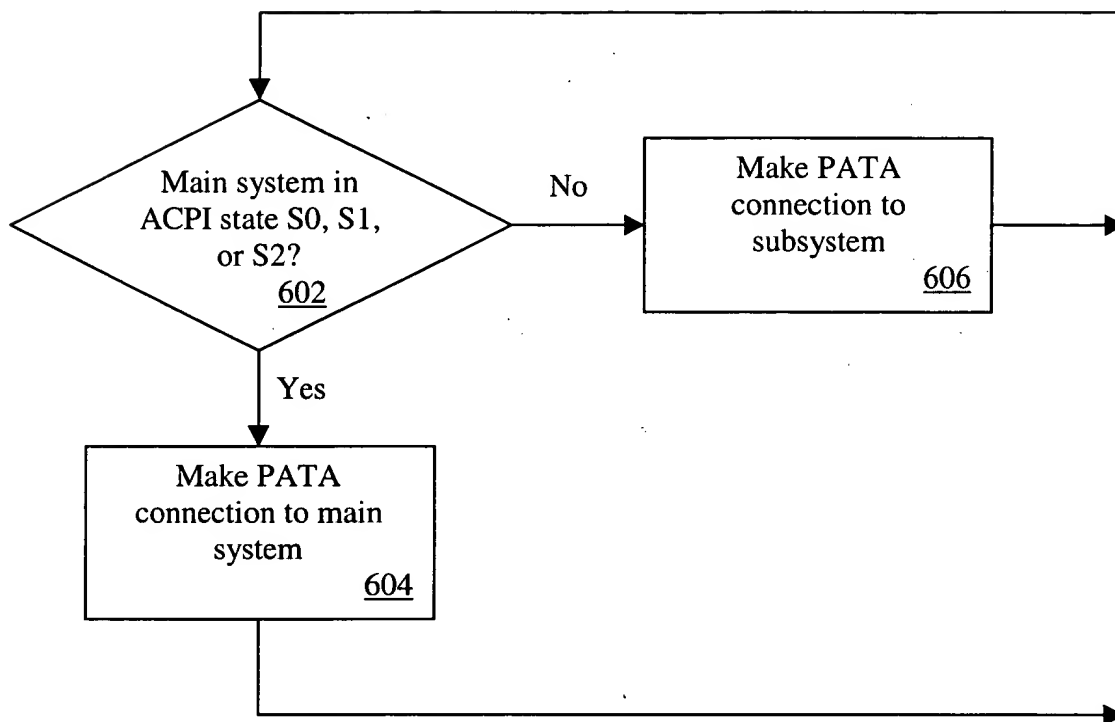 Main system in
ACPI state S0, S1,
or S2?
602
No
Make PATA
connection to
subsystem
606
Yes
Make PATA
connection to main
system
604